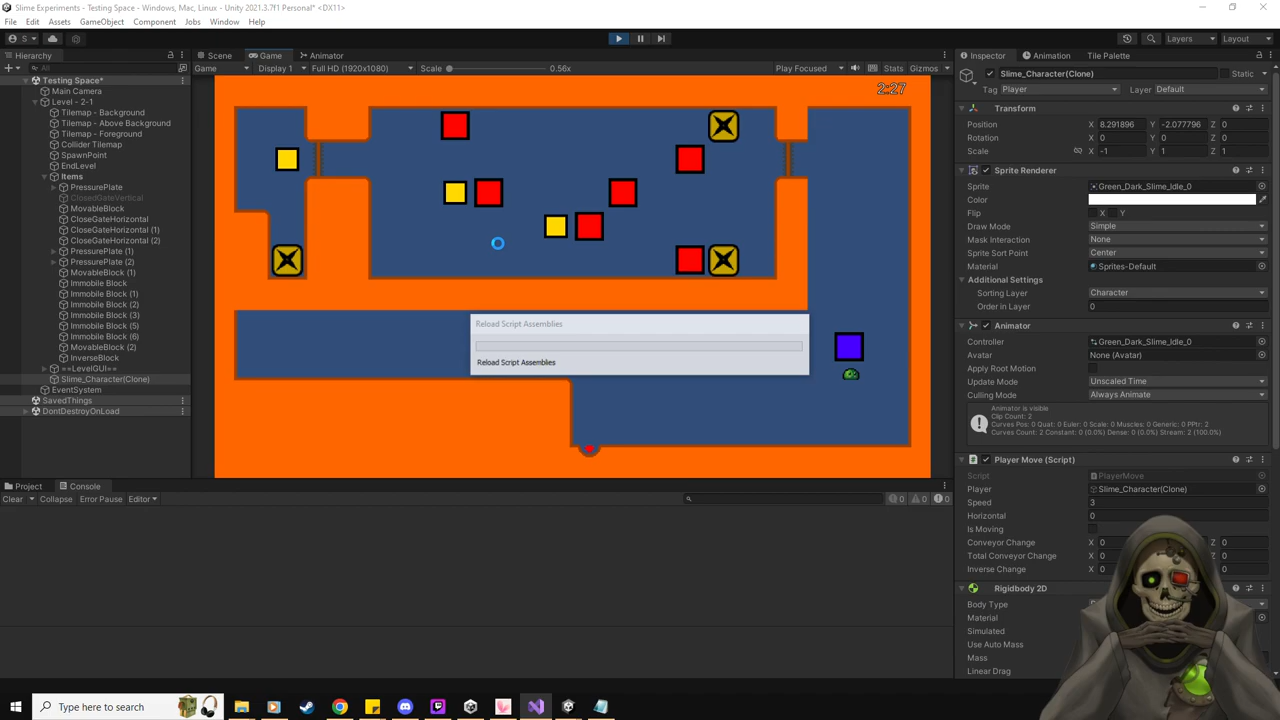 Slime Experiments - Testing Space - Windows, Mac, Linux - Unity 2021.3.7f1 Personal* <DX11>
File Edit Assets GameObject Component Jobs Window Help
S
Layers Layout
Hierarchy
All
Testing Space*
Main Camera
Level - 2-1
Tilemap - Background
Tilemap - Above Background
Tilemap - Foreground
Collider Tilemap
SpawnPoint
EndLevel
Items
PressurePlate
ClosedGateVertical
MovableBlock
CloseGateHorizontal
CloseGateHorizontal (1)
CloseGateHorizontal (2)
PressurePlate (1)
PressurePlate (2)
MovableBlock (1)
Immobile Block
Immobile Block (1)
Immobile Block (2)
Immobile Block (3)
Immobile Block (5)
Immobile Block (6)
MovableBlock (2)
InverseBlock
==LevelGUI==
Slime_Character(Clone)
EventSystem
SavedThings
DontDestroyOnLoad
Scene Game Animator
Game Display 1 Full HD (1920x1080) Scale 0.56x Play Focused Stats Gizmos
2:27
Reload Script Assemblies
Reload Script Assemblies
Project Console
Clear Collapse Error Pause Editor
0 0 0
Inspector Animation Tile Palette
Slime_Character(Clone) Static
Tag Player Layer Default
Transform
Position X 8.291896 Y -2.077796 Z 0
Rotation X 0 Y 0 Z 0
Scale X -1 Y 1 Z 1
Sprite Renderer
Sprite Green_Dark_Slime_Idle_0
Color
Flip X Y
Draw Mode Simple
Mask Interaction None
Sprite Sort Point Center
Material Sprites-Default
Additional Settings
Sorting Layer Character
Order in Layer 0
Animator
Controller Green_Dark_Slime_Idle_0
Avatar None (Avatar)
Apply Root Motion
Update Mode Unscaled Time
Culling Mode Always Animate
Animator is visible
Clip Count: 2
Curves Pos: 0 Quat: 0 Euler: 0 Scale: 0 Muscles: 0 Generic: 0 PPtr: 2
Curves Count: 2 Constant: 0 (0.0%) Dense: 0 (0.0%) Stream: 2 (100.0%)
Player Move (Script)
Script PlayerMove
Player Slime_Character(Clone)
Speed 3
Horizontal 0
Is Moving
Conveyor Change X 0 Z 0
Total Conveyor Change X 0 Z 0
Inverse Change X 0 Z 0
Rigidbody 2D
Body Type
Material
Simulated
Use Auto Mass
Mass
Linear Drag
Type here to search